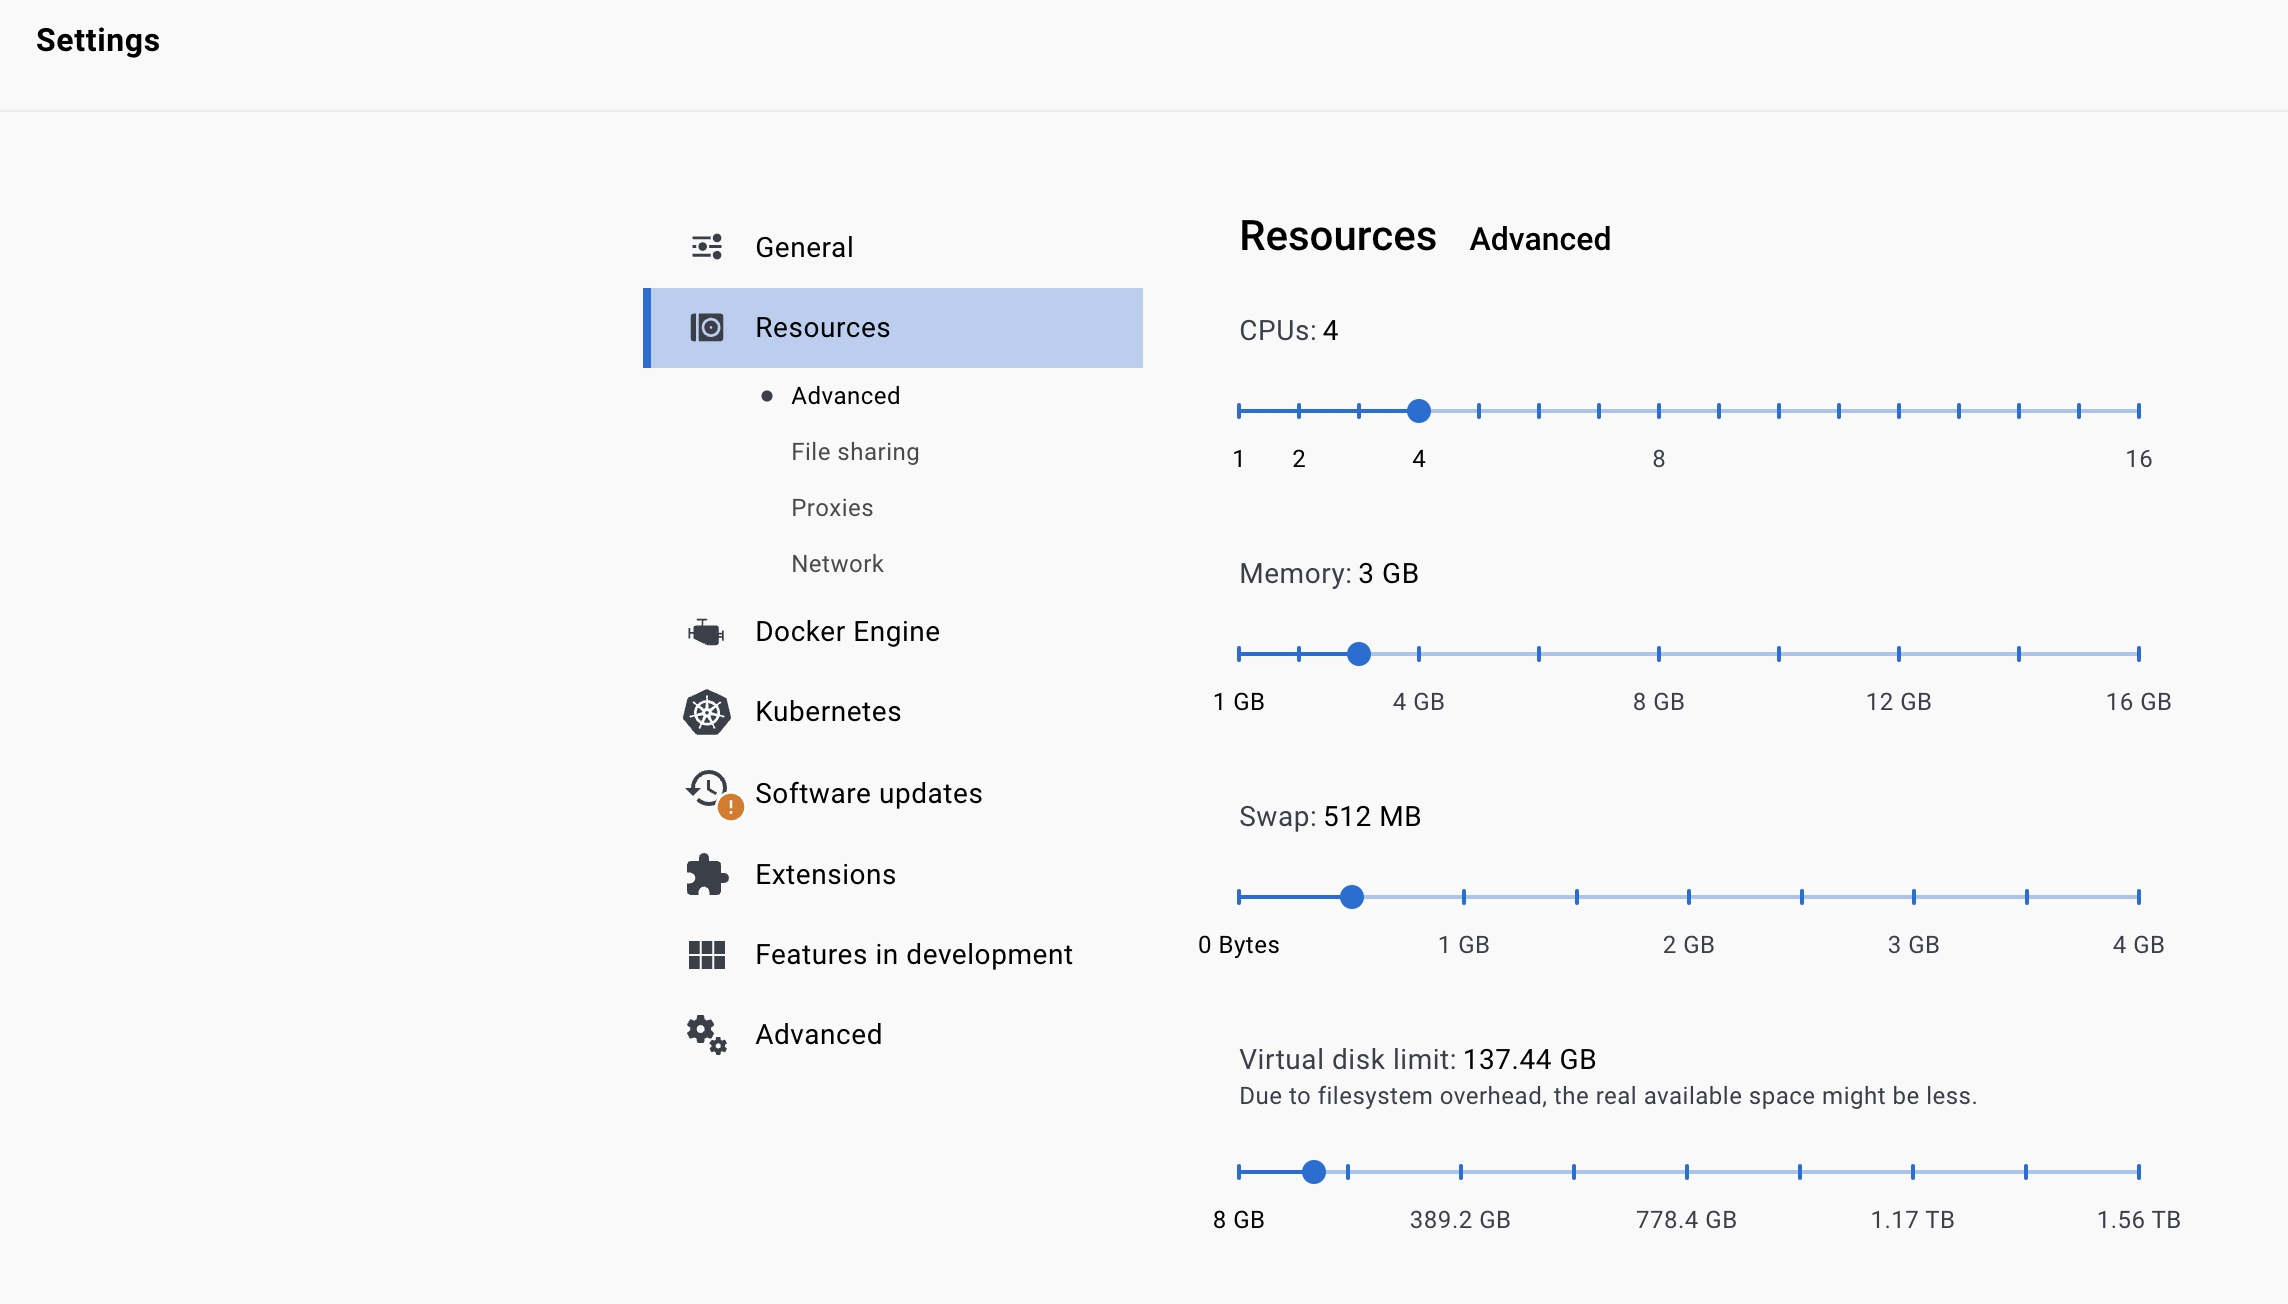 Settings
General
Resources
Advanced
File sharing
Proxies
Network
Docker Engine
Kubernetes
Software updates
Extensions
Features in development
Advanced
Resources Advanced
CPUs: 4
1 2 4 8 16
Memory: 3 GB
1 GB 4 GB 8 GB 12 GB 16 GB
Swap: 512 MB
0 Bytes 1 GB 2 GB 3 GB 4 GB
Virtual disk limit: 137.44 GB
Due to filesystem overhead, the real available space might be less.
8 GB 389.2 GB 778.4 GB 1.17 TB 1.56 TB